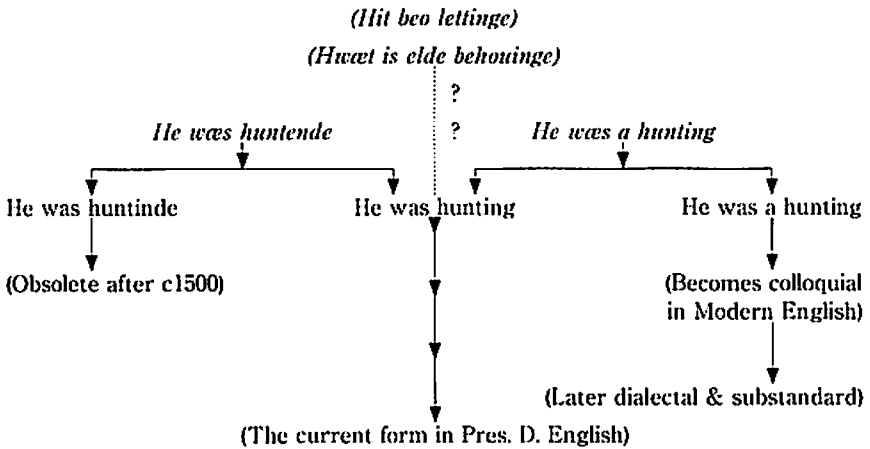 (Hit beo lettinge)
(Hwæt is elde behouinge)
?
He wæs huntende
?
He wæs a hunting
He was huntinde
He was hunting
He was a hunting
(Obsolete after c1500)
(Becomes colloquial
in Modern English)
(Later dialectal & substandard)
(The current form in Pres. D. English)